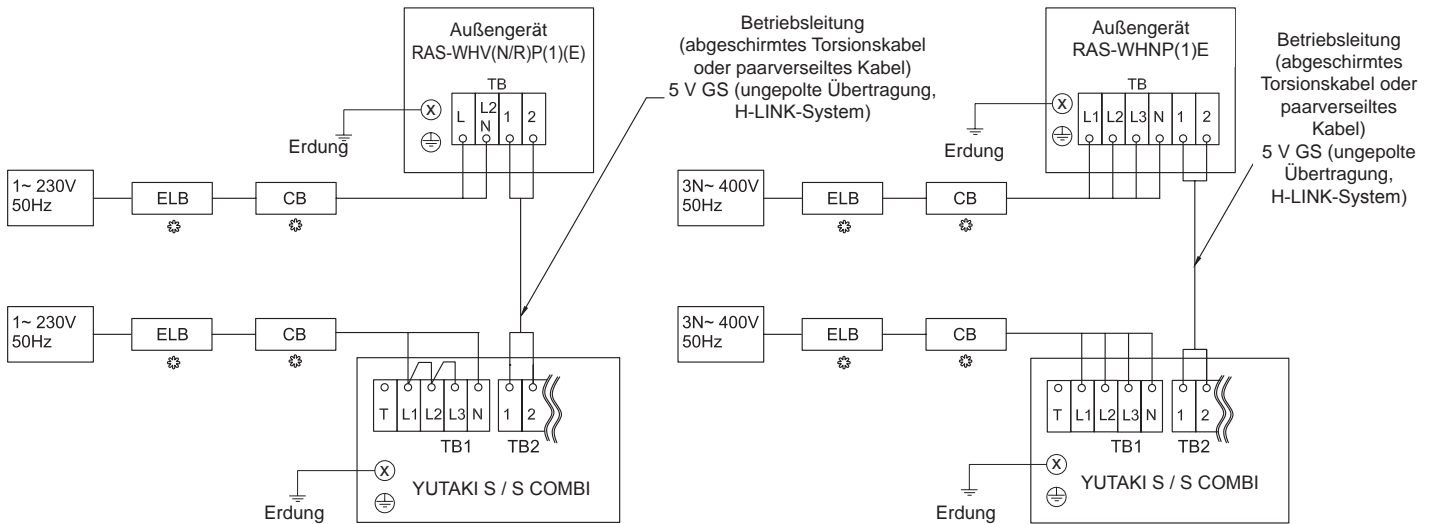 Außengerät
RAS-WHV(N/R)P(1)(E)
TB
L
L2
N
1
2
X
Erdung
Betriebsleitung
(abgeschirmtes Torsionskabel
oder paarverseiltes Kabel)
5 V GS (ungepolte Übertragung,
H-LINK-System)
1~ 230V
50Hz
ELB
CB
1~ 230V
50Hz
ELB
CB
T
L1
L2
L3
N
1
2
TB1
TB2
X
YUTAKI S / S COMBI
Erdung
Außengerät
RAS-WHNP(1)E
TB
L1
L2
L3
N
1
2
X
Erdung
Betriebsleitung
(abgeschirmtes
Torsionskabel oder
paarverseiltes
Kabel)
5 V GS (ungepolte
Übertragung,
H-LINK-System)
3N~ 400V
50Hz
ELB
CB
3N~ 400V
50Hz
ELB
CB
T
L1
L2
L3
N
1
2
TB1
TB2
X
YUTAKI S / S COMBI
Erdung